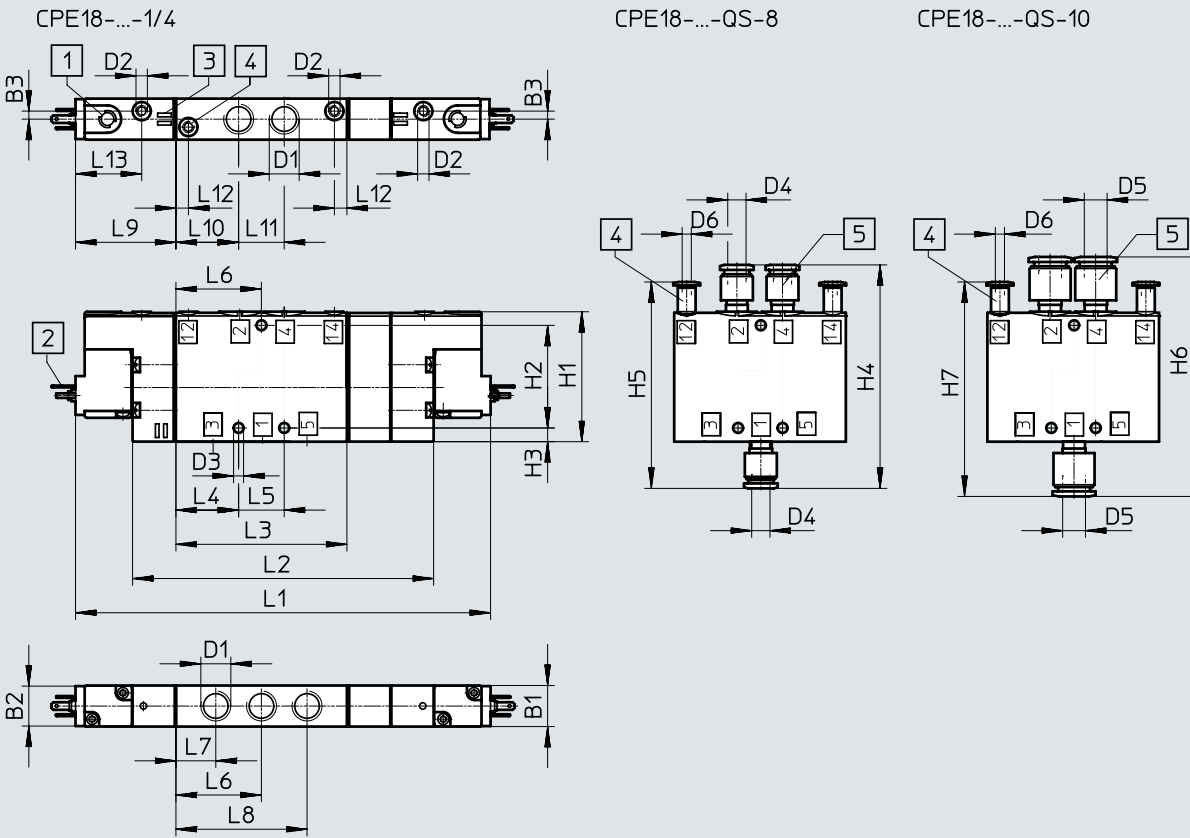 CPE18-...-1/4
CPE18-...-QS-8
CPE18-...-QS-10
1
D2
3
4
D2
B3
B3
L13
D1
D2
L12
L12
L9
L10
L11
L6
2
12
2
4
14
3
1
5
H2
H1
H3
D3
L4
L5
L3
L2
L1
D1
B2
B1
L7
L6
L8
D4
4
D6
5
12
2
4
14
3
1
5
H5
H4
D4
D5
4
D6
5
12
2
4
14
3
1
5
H7
H6
D5